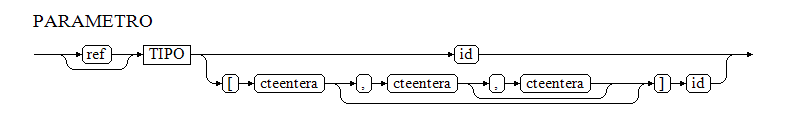 PARAMETRO
ref TIPO id
[ cteentera , cteentera , cteentera ] id